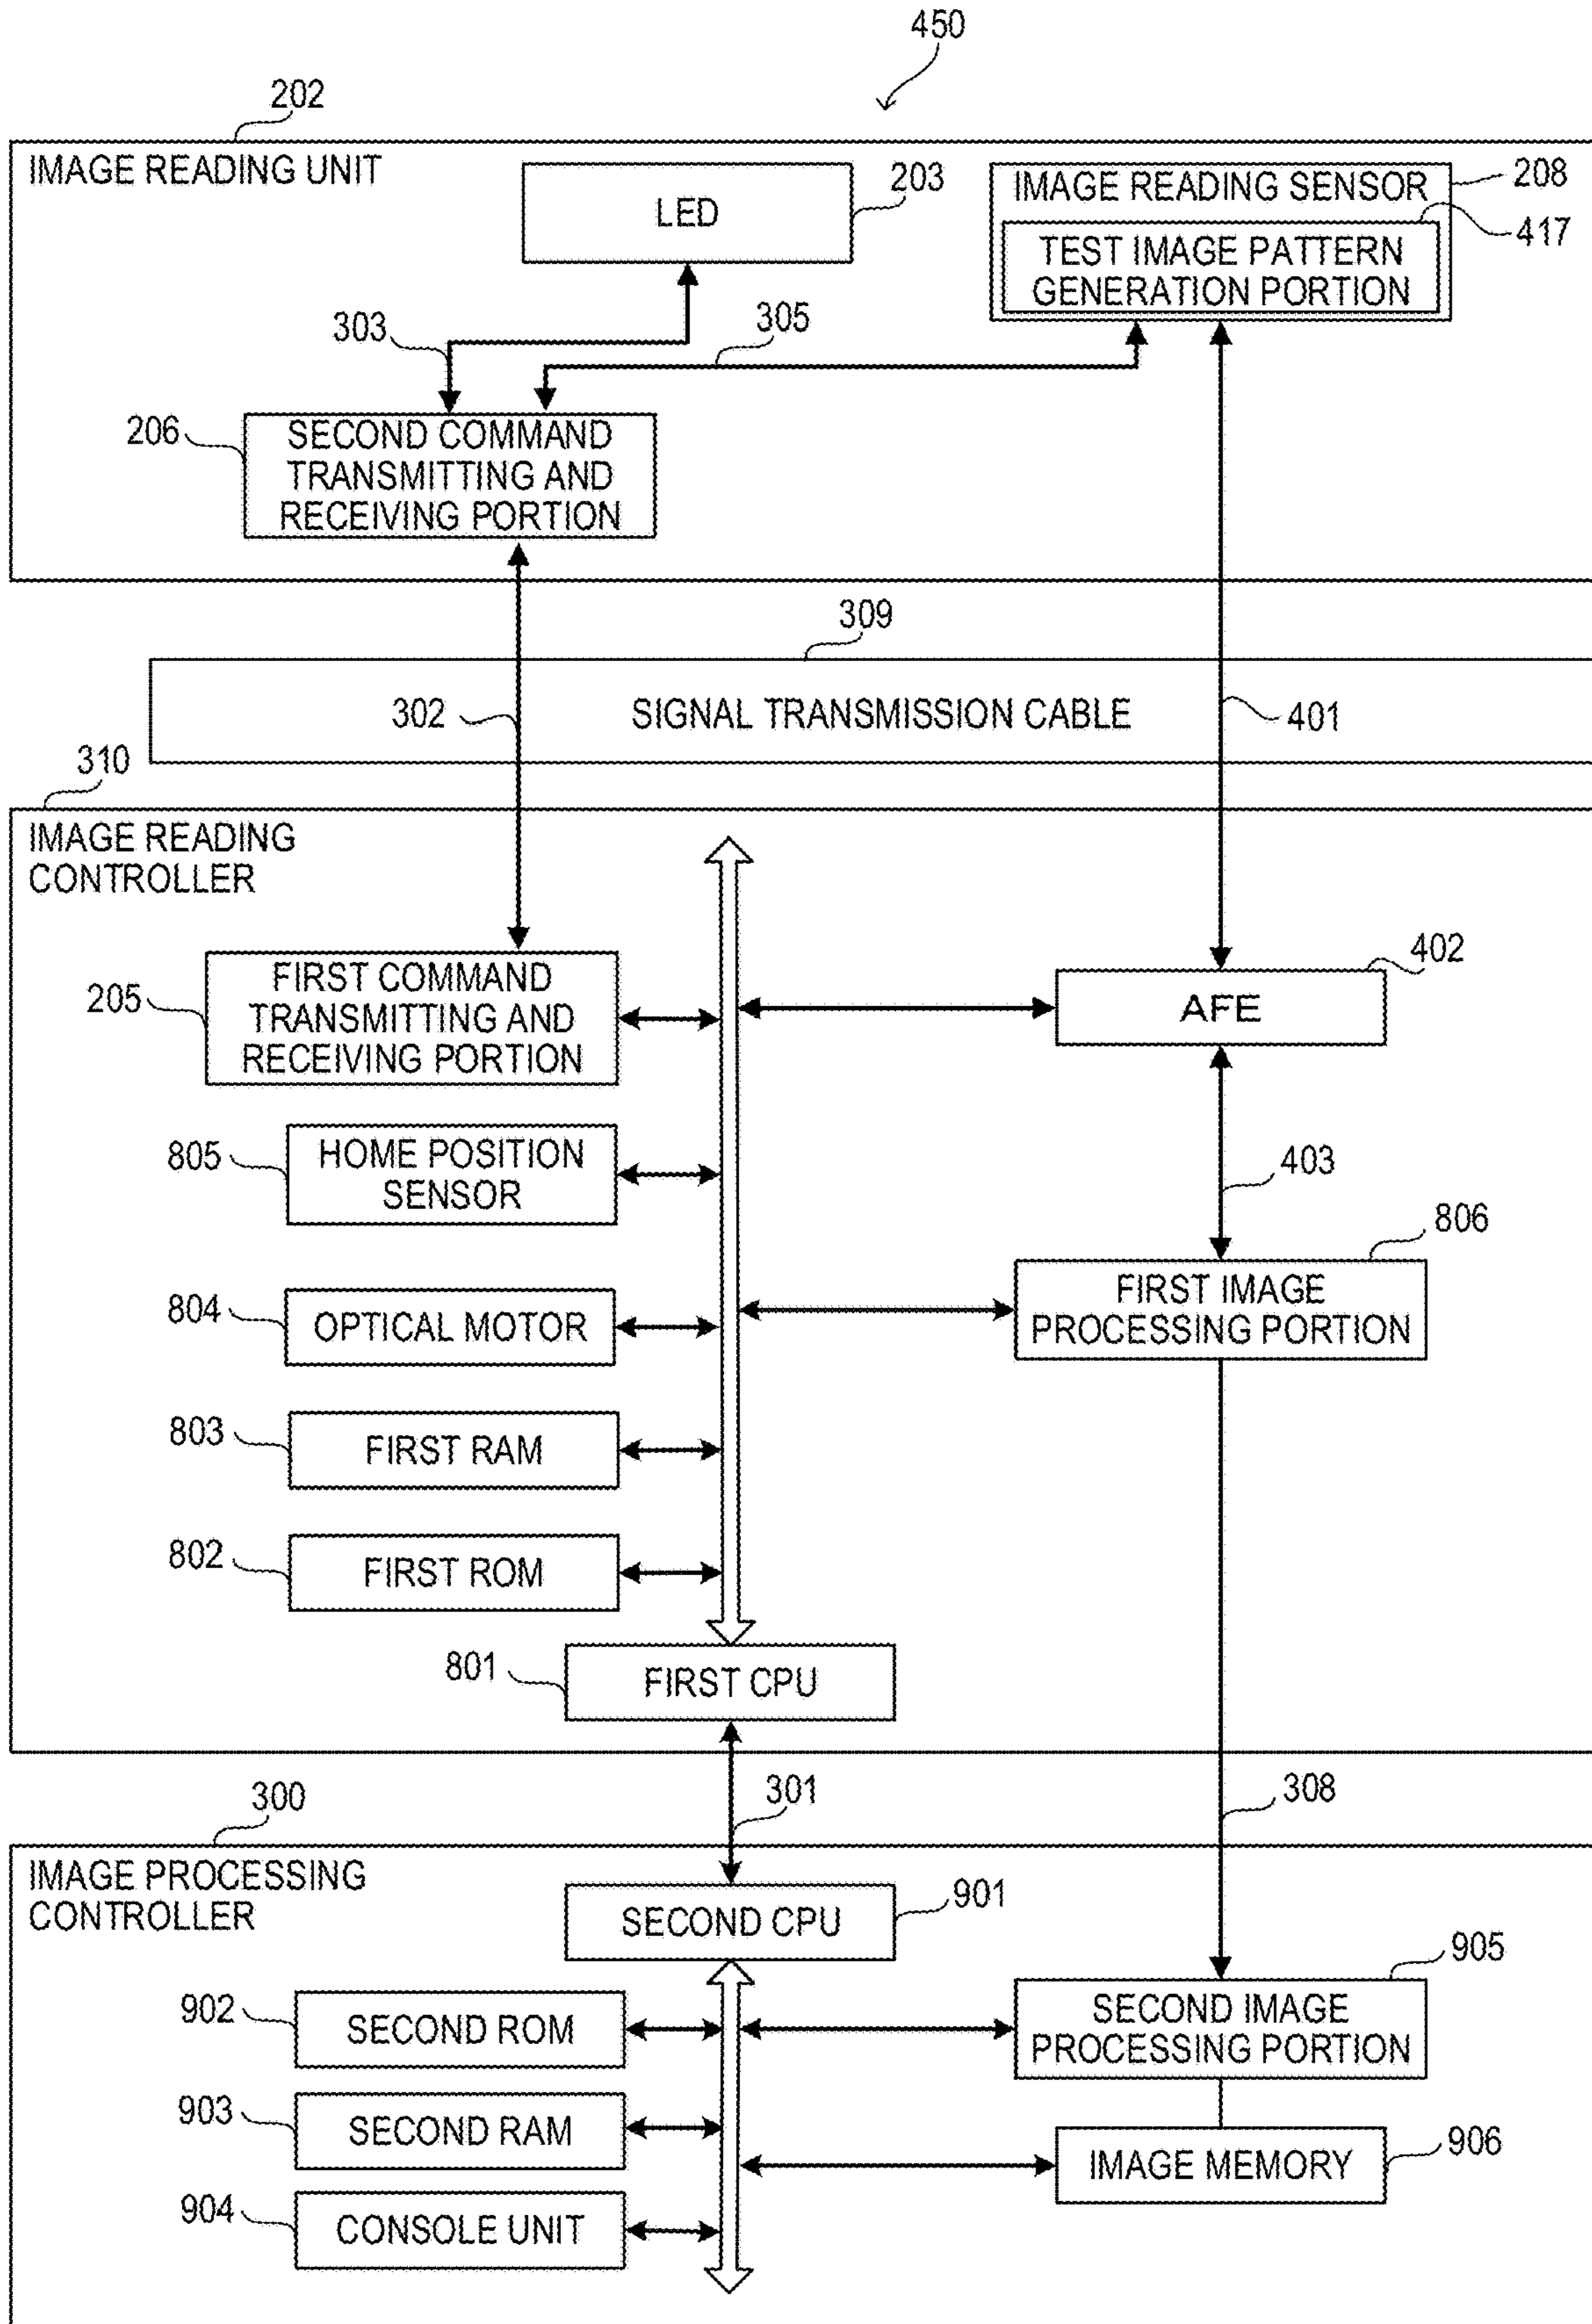 450
202
IMAGE READING UNIT
LED
203
IMAGE READING SENSOR
208
TEST IMAGE PATTERN
GENERATION PORTION
417
303
305
206
SECOND COMMAND
TRANSMITTING AND
RECEIVING PORTION
309
302
SIGNAL TRANSMISSION CABLE
401
310
IMAGE READING
CONTROLLER
205
FIRST COMMAND
TRANSMITTING AND
RECEIVING PORTION
402
AFE
805
HOME POSITION
SENSOR
403
806
804
OPTICAL MOTOR
FIRST IMAGE
PROCESSING PORTION
803
FIRST RAM
802
FIRST ROM
801
FIRST CPU
300
301
308
IMAGE PROCESSING
CONTROLLER
SECOND CPU
901
905
902
SECOND ROM
SECOND IMAGE
PROCESSING PORTION
903
SECOND RAM
IMAGE MEMORY
906
904
CONSOLE UNIT